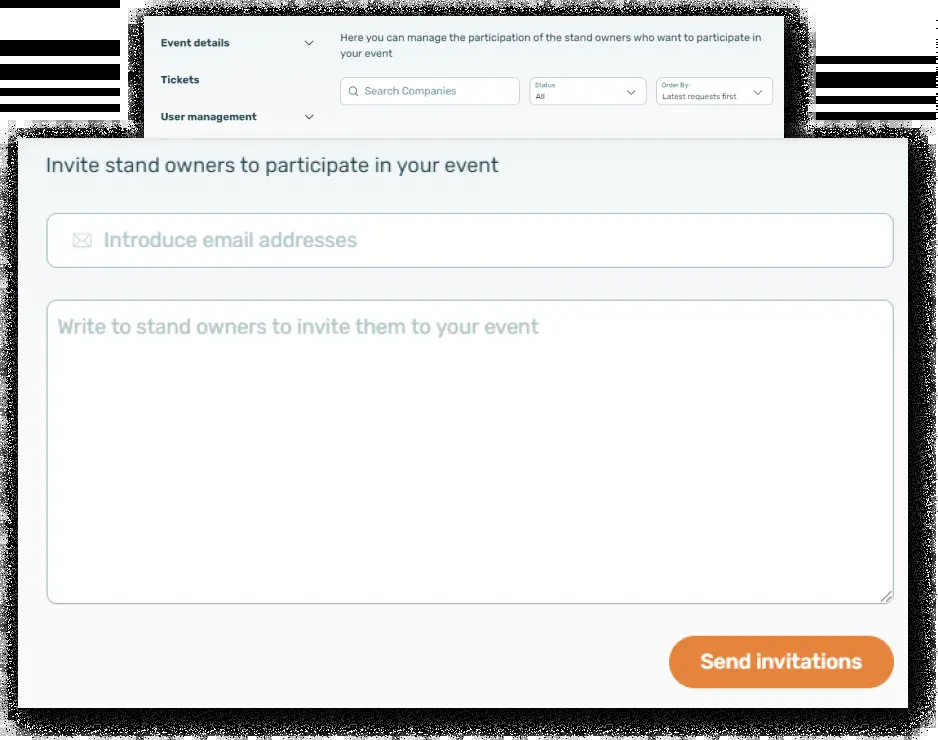 Event details
Tickets
User management
Here you can manage the participation of the stand owners who want to participate in
your event
Search Companies
Status
All
Order By:
Latest requests first
Invite stand owners to participate in your event
Introduce email addresses
Write to stand owners to invite them to your event
Send invitations